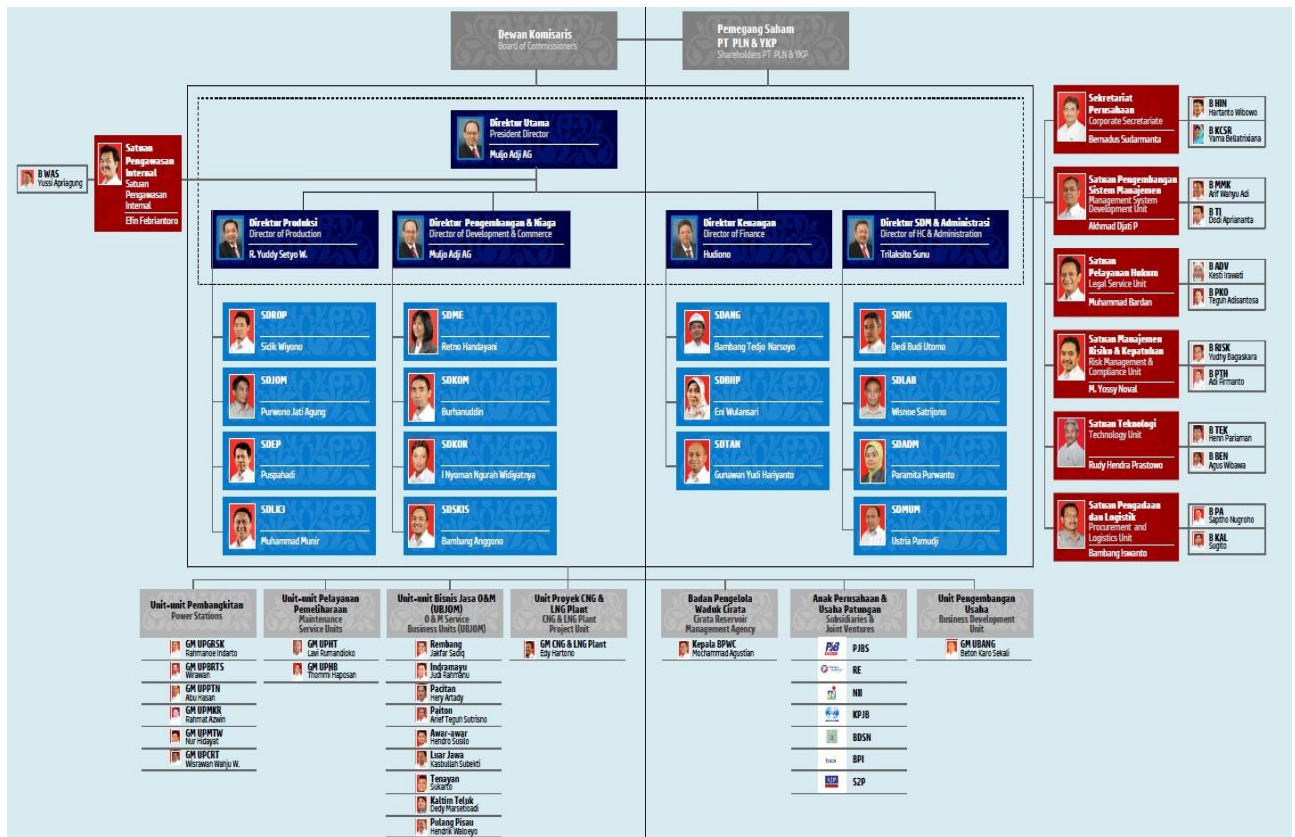 Dewan Komisaris
Board of Commissioners
Pemegang Saham
PT PLN & YKP
Shareholders PT PLN & YKP
Direktur Utama
President Director
Muljo Adji AG
B WAS
Yussi Apriagung
Satuan
Pengawasan
Internal
Satuan
Pengawasan
Internal
Efin Febriantoro
Direktur Produksi
Director of Production
R. Yuddy Setyo W.
Direktur Pengembangan & Niaga
Director of Development & Commerce
Muljo Adji AG
Direktur Keuangan
Director of Finance
Hudiono
Direktur SDM & Administrasi
Director of HC & Administration
Trilaksito Sunu
SDROP
Sidik Wiyono
SDJOM
Purwono Jati Agung
SDEP
Puspahadi
SDLK3
Muhammad Munir
SDME
Retno Handayani
SDKOM
Burhanuddin
SDKOR
I Nyoman Ngurah Widiyatnya
SDSKIS
Bambang Anggono
SDANG
Bambang Tedjo Narsoyo
SDBHP
Eni Wulansari
SDTAN
Gunawan Yudi Hariyanto
SDHC
Dedi Budi Utomo
SDLAB
Wisnoe Satrijono
SDADM
Paramita Purwanto
SDMUM
Ustria Pamudji
Sekretariat
Perusahaan
Corporate Secretariate
Bernadus Sudarmanta
B HIN
Hartanto Wibowo
B KCSR
Yama Bellatrixiana
Satuan Pengembangan
Sistem Manajemen
Management System
Development Unit
Akhmad Djati P
B MMK
Arif Wahyu Adi
B TI
Dodi Apriananta
Satuan
Pelayanan Hukum
Legal Service Unit
Muhammad Bardan
B ADV
Kesti Irawati
B PKO
Teguh Adisantosa
Satuan Manajemen
Risiko & Kepatuhan
Risk Management &
Compliance Unit
M. Yossy Noval
B RISK
Yudhy Bagaskara
B PTH
Adi Firmanto
Satuan Teknologi
Technology Unit
Rudy Hendra Prastowo
B TEK
Henri Pariaman
B BEN
Agus Wibawa
Satuan Pengadaan
dan Logistik
Procurement and
Logistics Unit
Bambang Iswanto
B PA
Saptho Nugroho
B KAL
Sugito
Unit-unit Pembangkitan
Power Stations
GM UPGRSK
Rahmanoe Indarto
GM UPBRTS
Wirawan
GM UPPTN
Abu Hasan
GM UPMKR
Rahmat Azwin
GM UPMTW
Nur Hidayat
GM UPCRT
Wisrawan Wahju W.
Unit-unit Pelayanan
Pemeliharaan
Maintenance
Service Units
GM UPHT
Lawi Rumandioko
GM UPHB
Thommi Haposan
Unit-unit Bisnis Jasa O&M
(UBJOM)
O & M Service
Business Units (UBJOM)
Rembang
Jakfar Sadiq
Indramayu
Judi Rahmanu
Pacitan
Hery Artady
Paiton
Arief Teguh Sutrisno
Awar-awar
Hendro Susilo
Luar Jawa
Kasbullah Subekti
Tenayan
Sukarto
Kaltim Teluk
Dedy Marsetioadi
Pulang Pisau
Hendrik Waloeyo
Unit Proyek CNG &
LNG Plant
CNG & LNG Plant
Project Unit
GM CNG & LNG Plant
Edy Hartono
Badan Pengelola
Waduk Cirata
Cirata Reservoir
Management Agency
Kepala BPWC
Mochammad Agustian
Anak Perusahaan &
Usaha Patungan
Subsidiaries &
Joint Ventures
PJBS
RE
NII
KPJB
BDSN
BPI
S2P
Unit Pengembangan
Usaha
Business Development
Unit
GM UBANG
Beton Karo Sekali